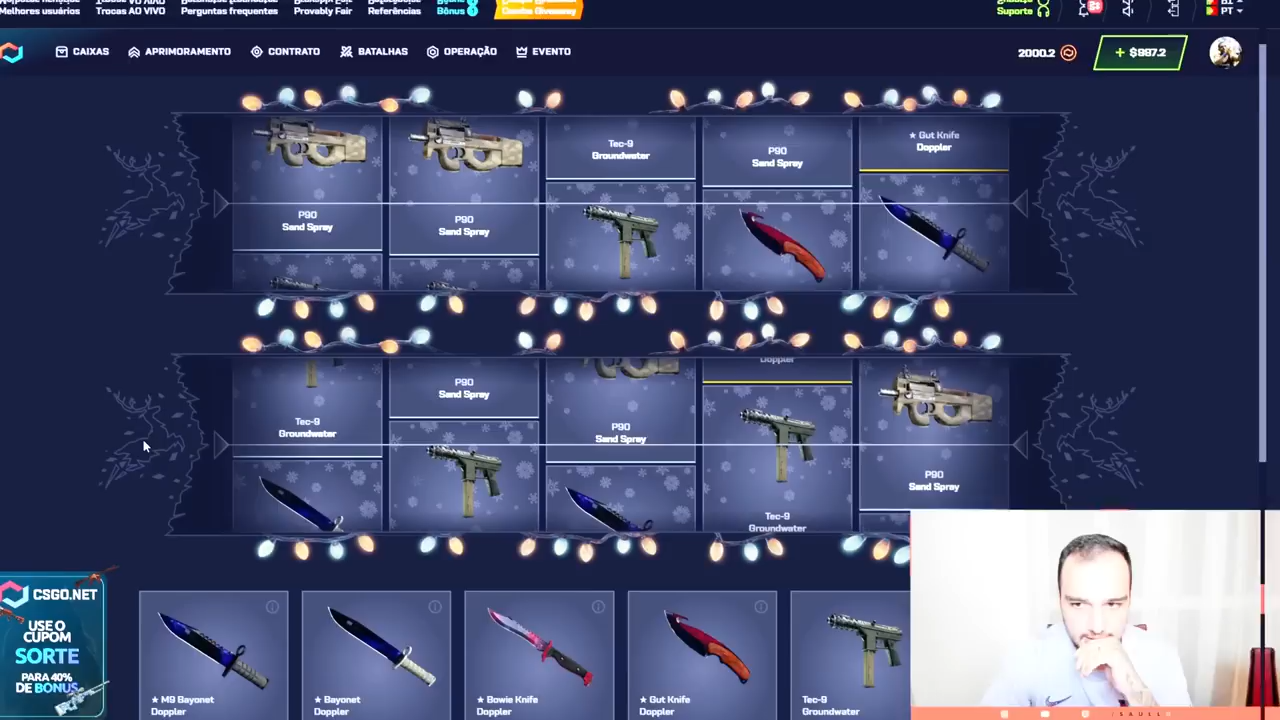 Melhores usuários
Trocas AO VIVO
Perguntas frequentes
Provably Fair
Referências
Bônus
Suporte
PT
CAIXAS
APRIMORAMENTO
CONTRATO
BATALHAS
OPERAÇÃO
EVENTO
2000.2
+ $987.2
P90
Sand Spray
P90
Sand Spray
Tec-9
Groundwater
P90
Sand Spray
★ Gut Knife
Doppler
Tec-9
Groundwater
P90
Sand Spray
P90
Sand Spray
Doppler
Tec-9
Groundwater
P90
Sand Spray
CSGO.NET
USE O
CUPOM
SORTE
PARA 40%
DE BONUS
★ M9 Bayonet
Doppler
★ Bayonet
Doppler
★ Bowie Knife
Doppler
★ Gut Knife
Doppler
Tec-9
Groundwater